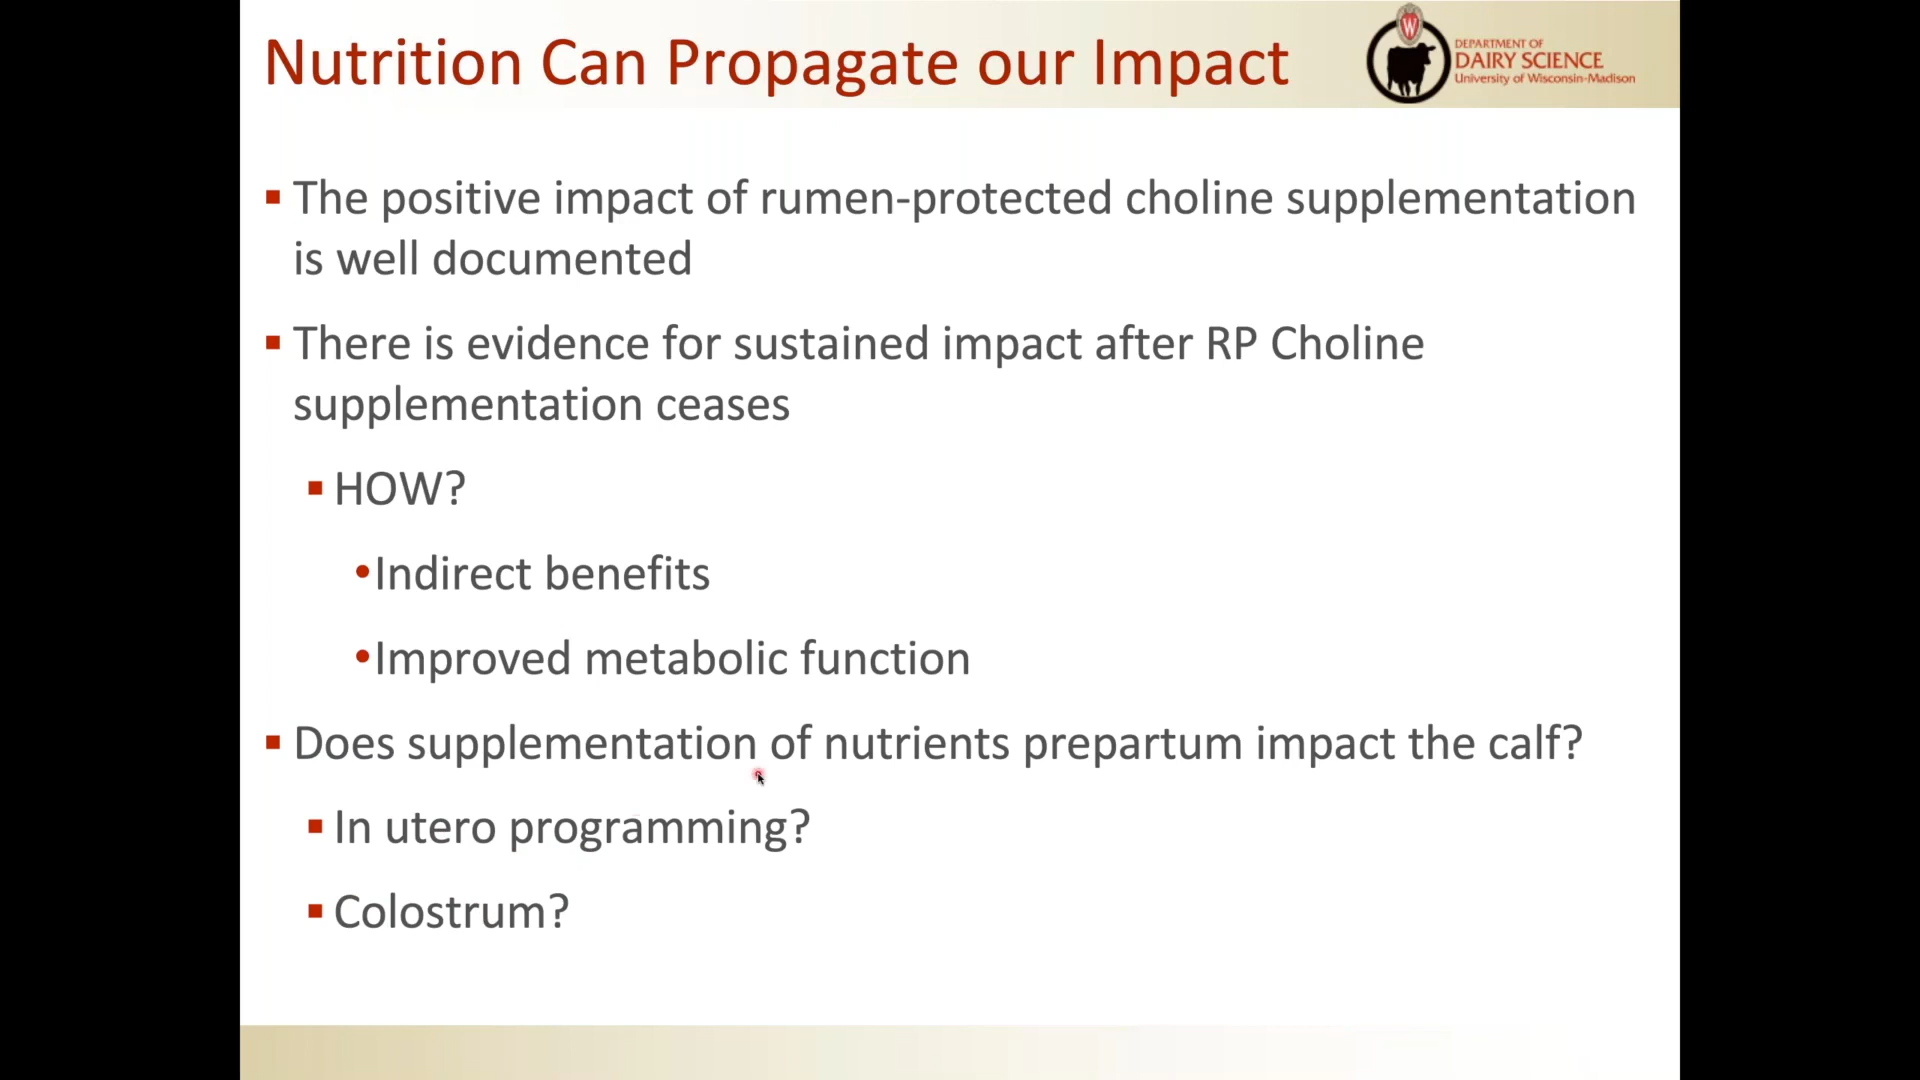 Nutrition Can Propagate our Impact
W
DEPARTMENT OF
DAIRY SCIENCE
University of Wisconsin-Madison
The positive impact of rumen-protected choline supplementation
is well documented
There is evidence for sustained impact after RP Choline
supplementation ceases
HOW?
Indirect benefits
Improved metabolic function
Does supplementation of nutrients prepartum impact the calf?
In utero programming?
Colostrum?